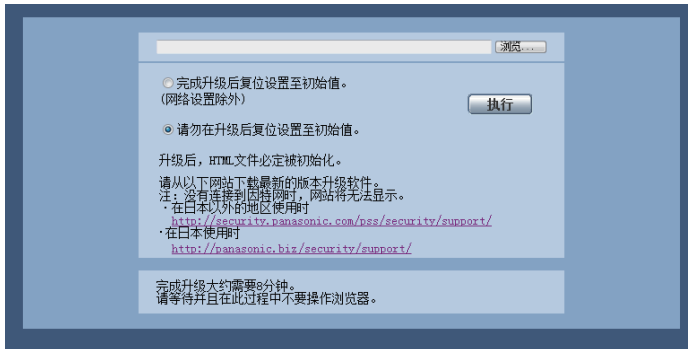 浏览...
完成升级后复位设置至初始值。
(网络设置除外)
执行
请勿在升级后复位设置至初始值。
升级后，HTML文件必定被初始化。
请从以下网站下载最新的版本升级软件。
注：没有连接到因特网时，网站将无法显示。
·在日本以外的地区使用时
http://security.panasonic.com/pss/security/support/
·在日本使用时
http://panasonic.biz/security/support/
完成升级大约需要8分钟。
请等待并且在此过程中不要操作浏览器。